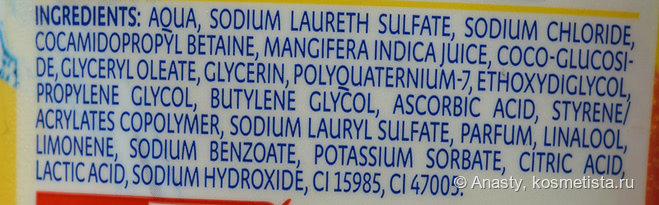 INGREDIENTS: AQUA, SODIUM LAURETH SULFATE, SODIUM CHLORIDE,
COCAMIDOPROPYL BETAINE, MANGIFERA INDICA JUICE, COCO-GLUCOSI-
DE, GLYCERYL OLEATE, GLYCERIN, POLYQUATERNIUM-7, ETHOXYDIGLYCOL,
PROPYLENE GLYCOL, BUTYLENE GLYCOL, ASCORBIC ACID, STYRENE/
ACRYLATES COPOLYMER, SODIUM LAURYL SULFATE, PARFUM, LINALOOL,
LIMONENE, SODIUM BENZOATE, POTASSIUM SORBATE, CITRIC ACID,
LACTIC ACID, SODIUM HYDROXIDE, CI 15985, CI 47005.
© Anasty, kosmetista.ru